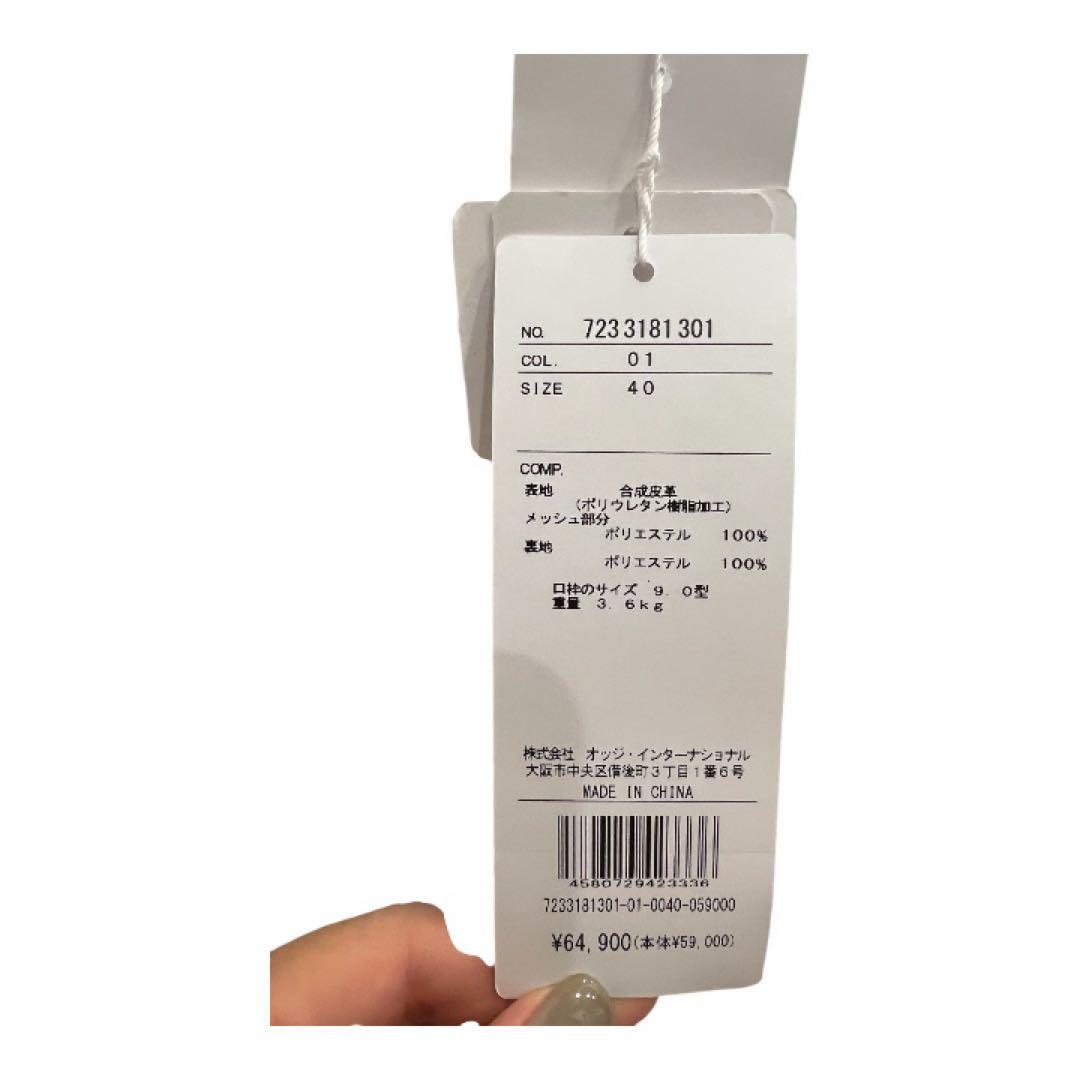 NO. 7233181301
COL. 01
SIZE 40
COMP.
表地 合成皮革
(ポリウレタン樹脂加工)
メッシュ部分
ポリエステル 100%
裏地
ポリエステル 100%
口枠のサイズ 9.0型
重量 3.6kg
株式会社 オッジ・インターナショナル
大阪市中央区備後町3丁目1番6号
MADE IN CHINA
4580729423336
7233181301-01-0040-059000
¥64,900(本体¥59,000)